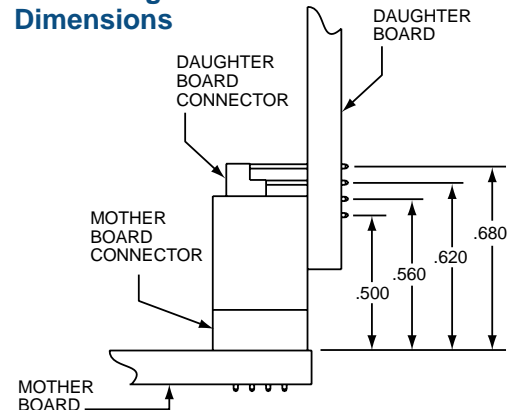 Dimensions
DAUGHTER
BOARD
DAUGHTER
BOARD
CONNECTOR
MOTHER
BOARD
CONNECTOR
.680
.620
.560
.500
MOTHER
BOARD